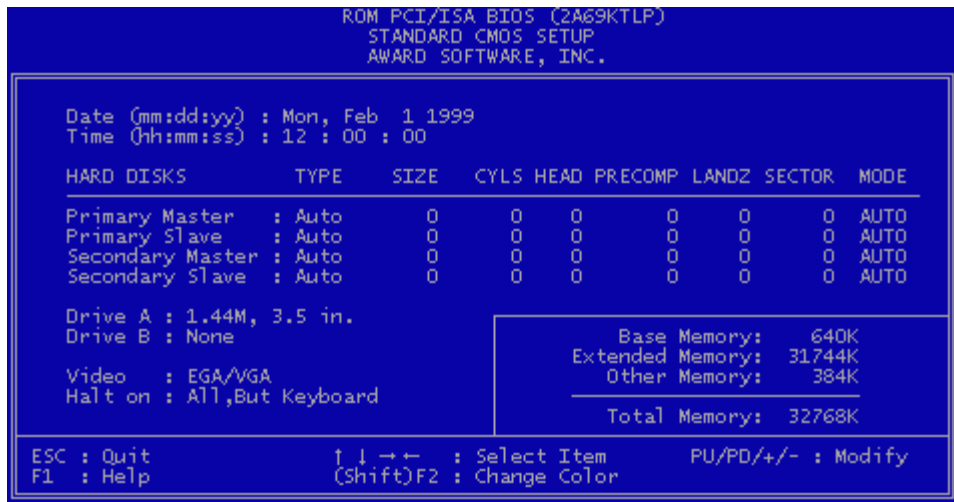 ROM PCI/ISA BIOS (2A69KTLP)
STANDARD CMOS SETUP
AWARD SOFTWARE, INC.
Date (mm:dd:yy) : Mon, Feb 1 1999
Time (hh:mm:ss) : 12 : 00 : 00
HARD DISKS TYPE SIZE CYLS HEAD PRECOMP LANDZ SECTOR MODE
Primary Master : Auto 0 0 0 0 0 0 AUTO
Primary Slave : Auto 0 0 0 0 0 0 AUTO
Secondary Master : Auto 0 0 0 0 0 0 AUTO
Secondary Slave : Auto 0 0 0 0 0 0 AUTO
Drive A : 1.44M, 3.5 in.
Drive B : None
Video : EGA/VGA
Halt on : All,But Keyboard
Base Memory: 640K
Extended Memory: 31744K
Other Memory: 384K
Total Memory: 32768K
ESC : Quit ↑ ↓ → ← : Select Item PU/PD/+/- : Modify
F1 : Help (Shift)F2 : Change Color